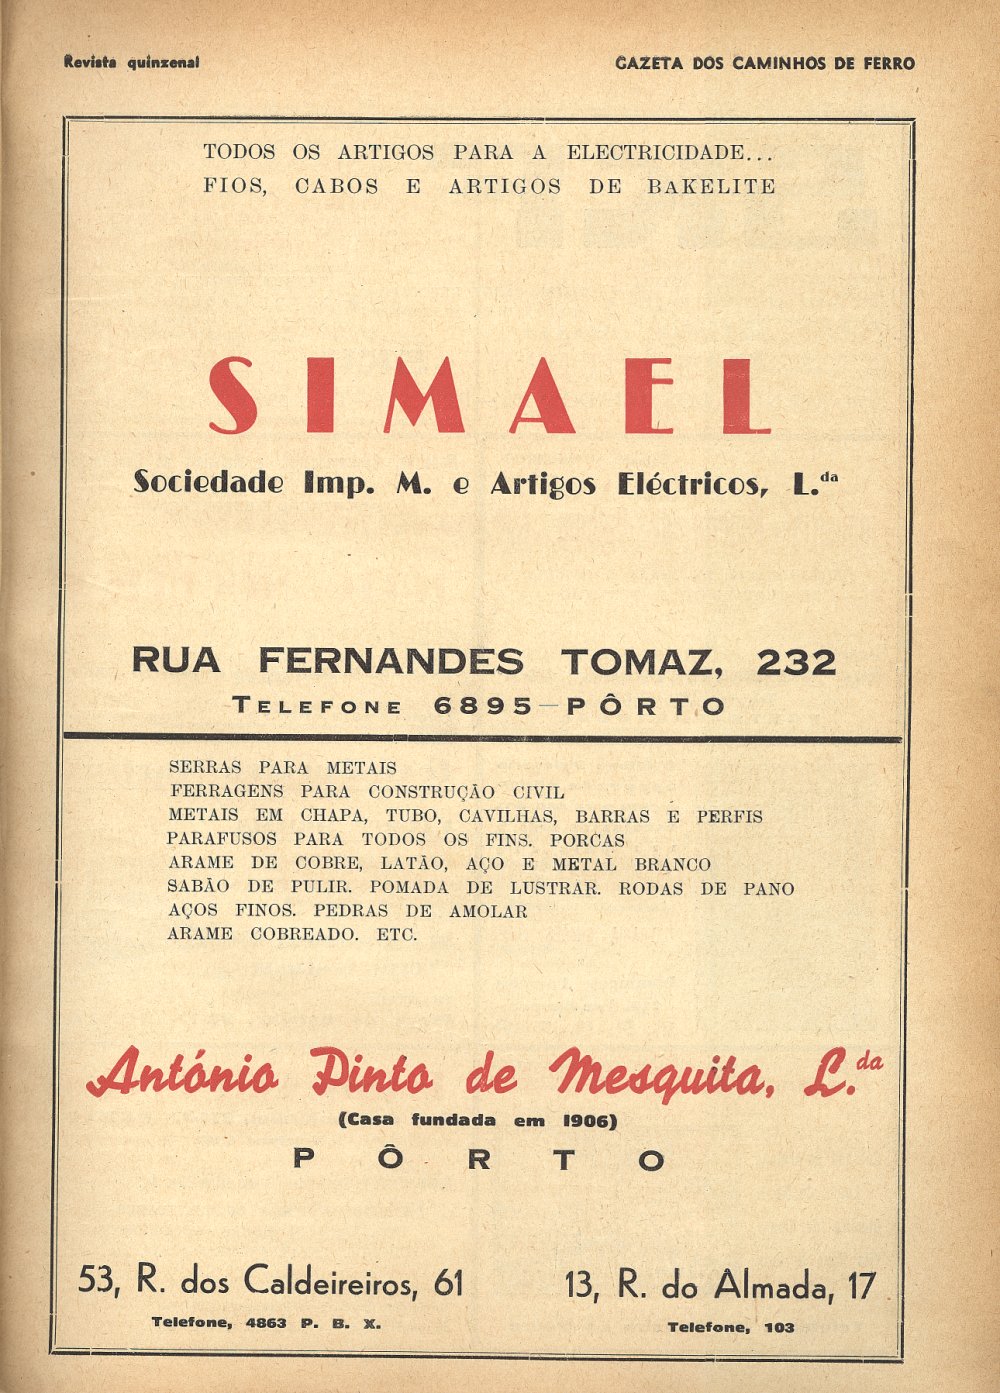 Revista quinzenal
GAZETA DOS CAMINHOS DE FERRO
TODOS OS ARTIGOS PARA A ELECTRICIDADE...
FIOS, CABOS E ARTIGOS DE BAKELITE
SIMAEL
Sociedade Imp. M. e Artigos Eléctricos, L.da
RUA FERNANDES TOMAZ, 232
TELEFONE 6895–PÔRTO
SERRAS PARA METAIS
FERRAGENS PARA CONSTRUÇÃO CIVIL
METAIS EM CHAPA, TUBO, CAVILHAS, BARRAS E PERFIS
PARAFUSOS PARA TODOS OS FINS. PORCAS
ARAME DE COBRE, LATÃO, AÇO E METAL BRANCO
SABÃO DE PULIR. POMADA DE LUSTRAR. RODAS DE PANO
AÇOS FINOS. PEDRAS DE AMOLAR
ARAME COBREADO. ETC.
António Pinto de Mesquita, L.da
(Casa fundada em 1906)
PÔRTO
53, R. dos Caldeireiros, 61
Telefone, 4863 P. B. X.
13, R. do Almada, 17
Telefone, 103